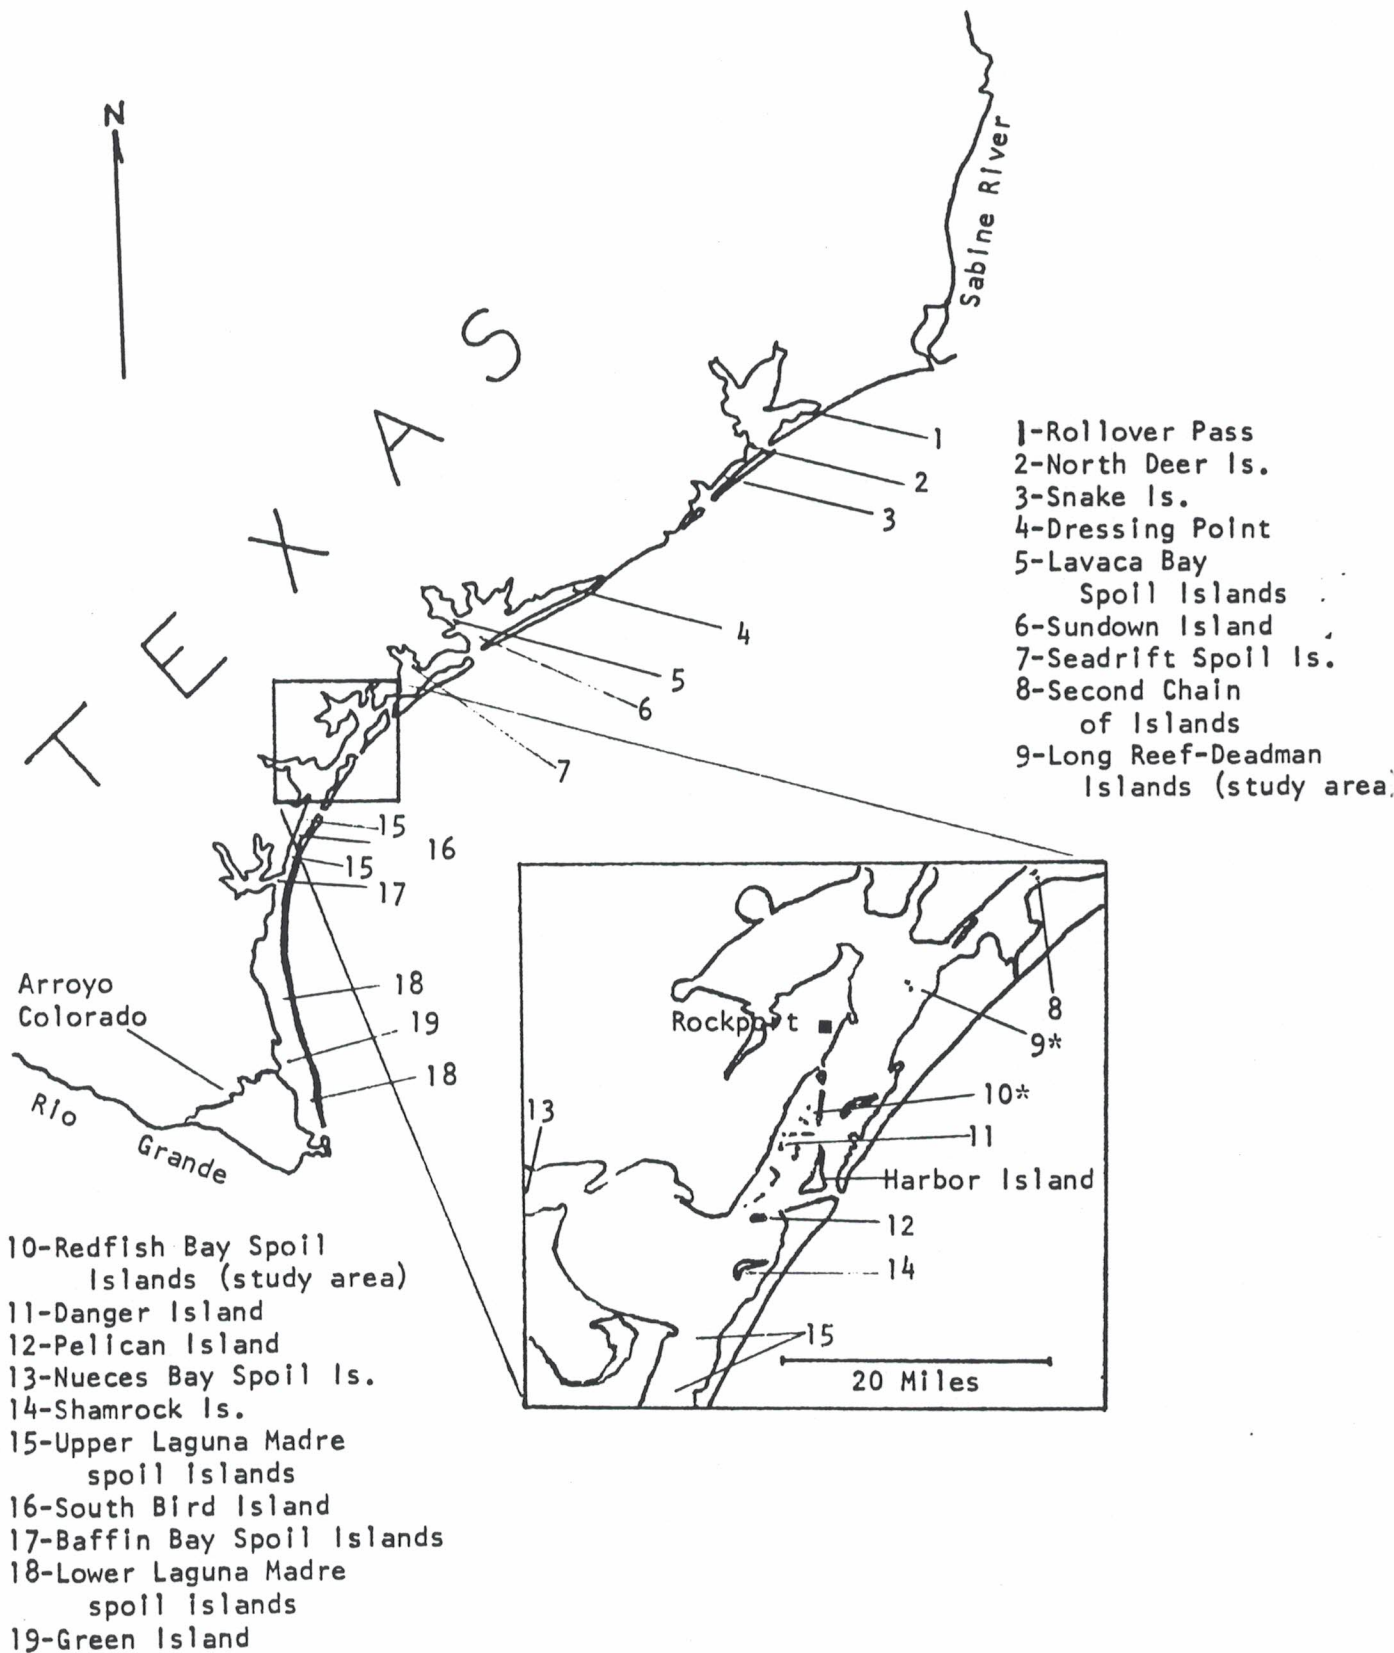 N
Sabine River
TEXAS
1
2
3
4
5
6
7
1-Rollover Pass
2-North Deer Is.
3-Snake Is.
4-Dressing Point
5-Lavaca Bay
Spoil Islands
6-Sundown Island
7-Seadrift Spoil Is.
8-Second Chain
of Islands
9-Long Reef-Deadman
Islands (study area
15
16
15
17
18
19
18
Arroyo
Colorado
Rio
Grande
8
Rockport
9*
10*
13
11
Harbor Island
12
14
15
20 Miles
10-Redfish Bay Spoil
Islands (study area)
11-Danger Island
12-Pelican Island
13-Nueces Bay Spoil Is.
14-Shamrock Is.
15-Upper Laguna Madre
spoil islands
16-South Bird Island
17-Baffin Bay Spoil Islands
18-Lower Laguna Madre
spoil islands
19-Green Island